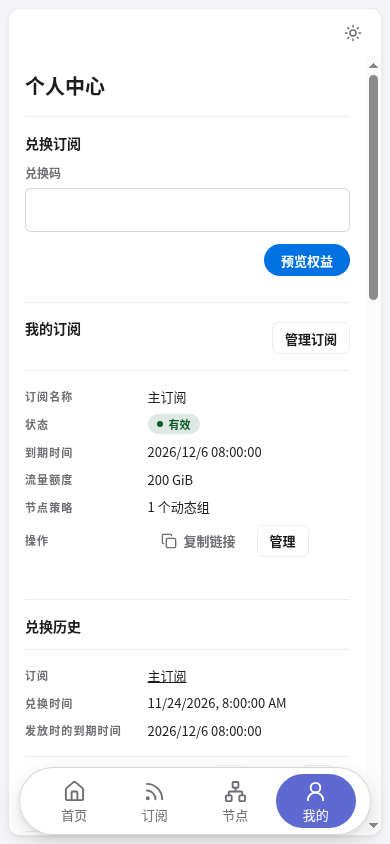 个人中心
兑换订阅
兑换码
预览权益
我的订阅
管理订阅
订阅名称 主订阅
状态 有效
到期时间 2026/12/6 08:00:00
流量额度 200 GiB
节点策略 1 个动态组
操作 复制链接 管理
兑换历史
订阅 主订阅
兑换时间 11/24/2026, 8:00:00 AM
发放时的到期时间 2026/12/6 08:00:00
首页 订阅 节点 我的